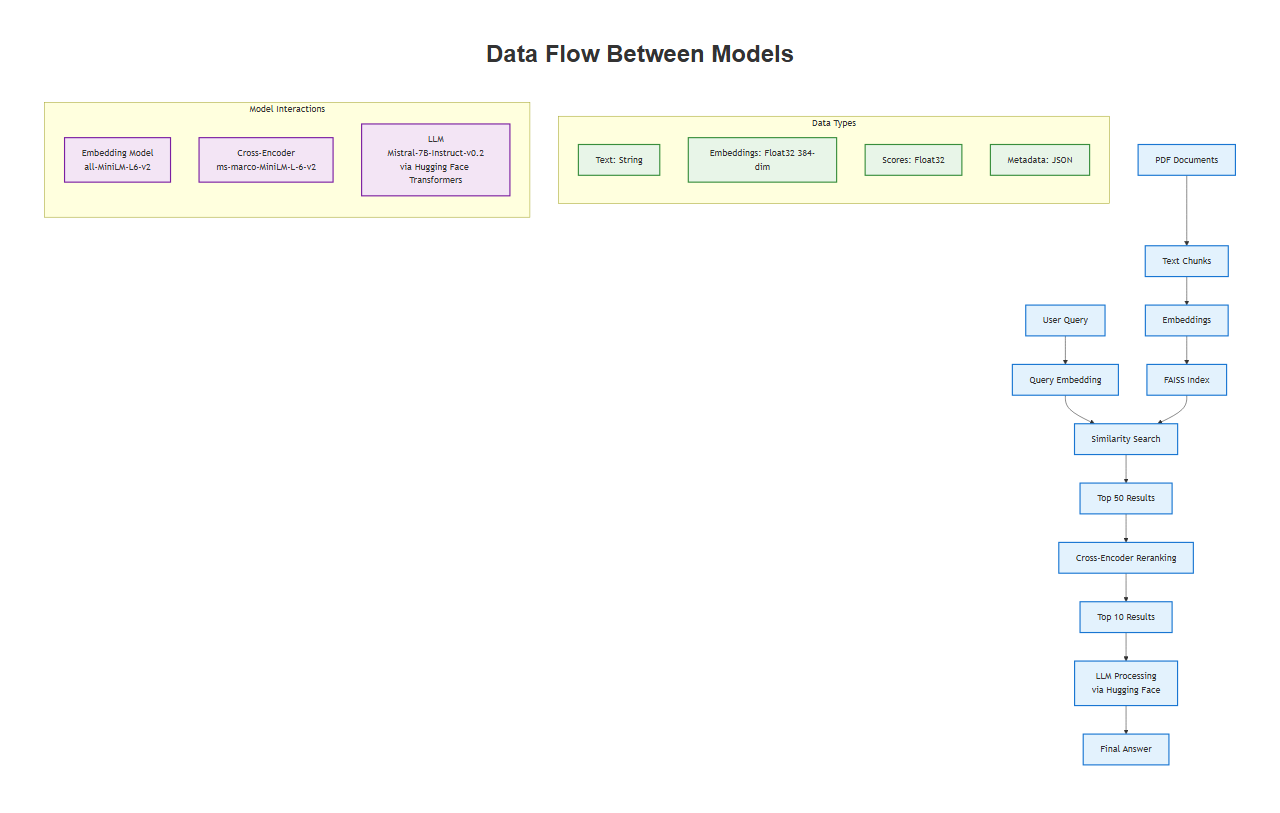 Data Flow Between Models
Model Interactions
Embedding Model
all-MiniLM-L6-v2
Cross-Encoder
ms-marco-MiniLM-L-6-v2
LLM
Mistral-7B-Instruct-v0.2
via Hugging Face
Transformers
Data Types
Text: String
Embeddings: Float32 384-
dim
Scores: Float32
Metadata: JSON
PDF Documents
Text Chunks
User Query
Embeddings
Query Embedding
FAISS Index
Similarity Search
Top 50 Results
Cross-Encoder Reranking
Top 10 Results
LLM Processing
via Hugging Face
Final Answer